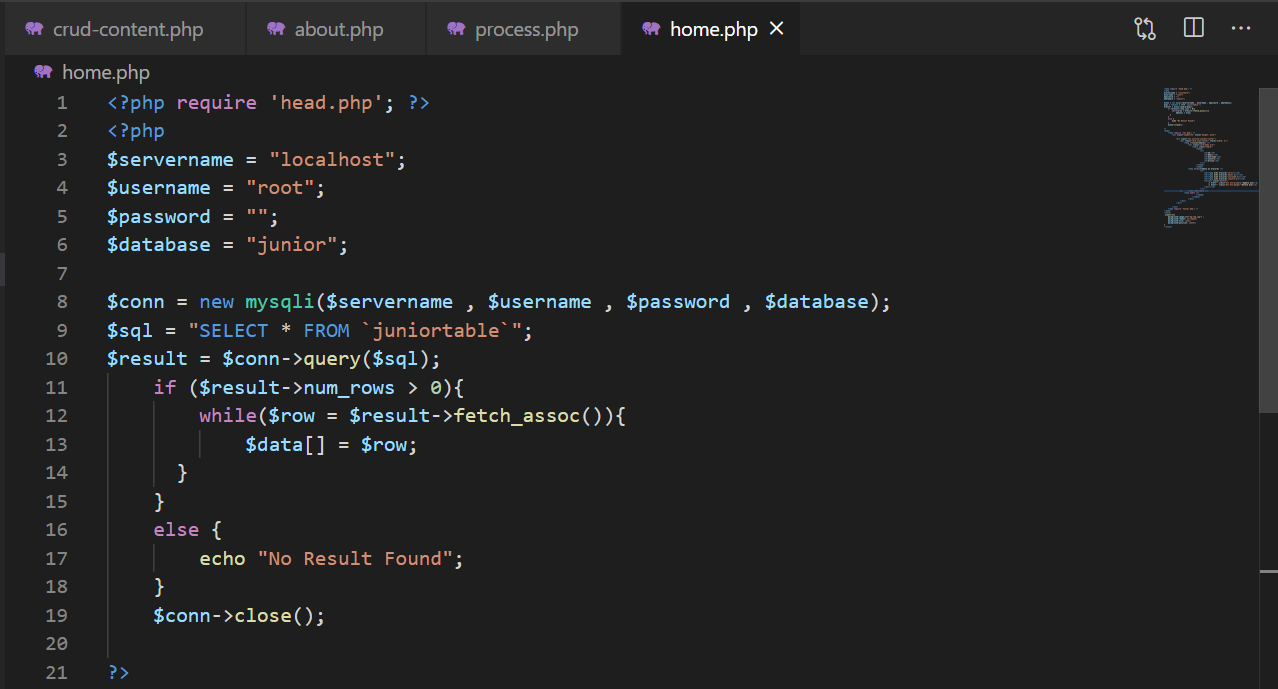 crud-content.php about.php process.php home.php
home.php
1 <?php require 'head.php'; ?>
2 <?php
3 $servername = "localhost";
4 $username = "root";
5 $password = "";
6 $database = "junior";
7
8 $conn = new mysqli($servername , $username , $password , $database);
9 $sql = "SELECT * FROM `juniortable`";
10 $result = $conn->query($sql);
11 if ($result->num_rows > 0){
12 while($row = $result->fetch_assoc()){
13 $data[] = $row;
14 }
15 }
16 else {
17 echo "No Result Found";
18 }
19 $conn->close();
20
21 ?>